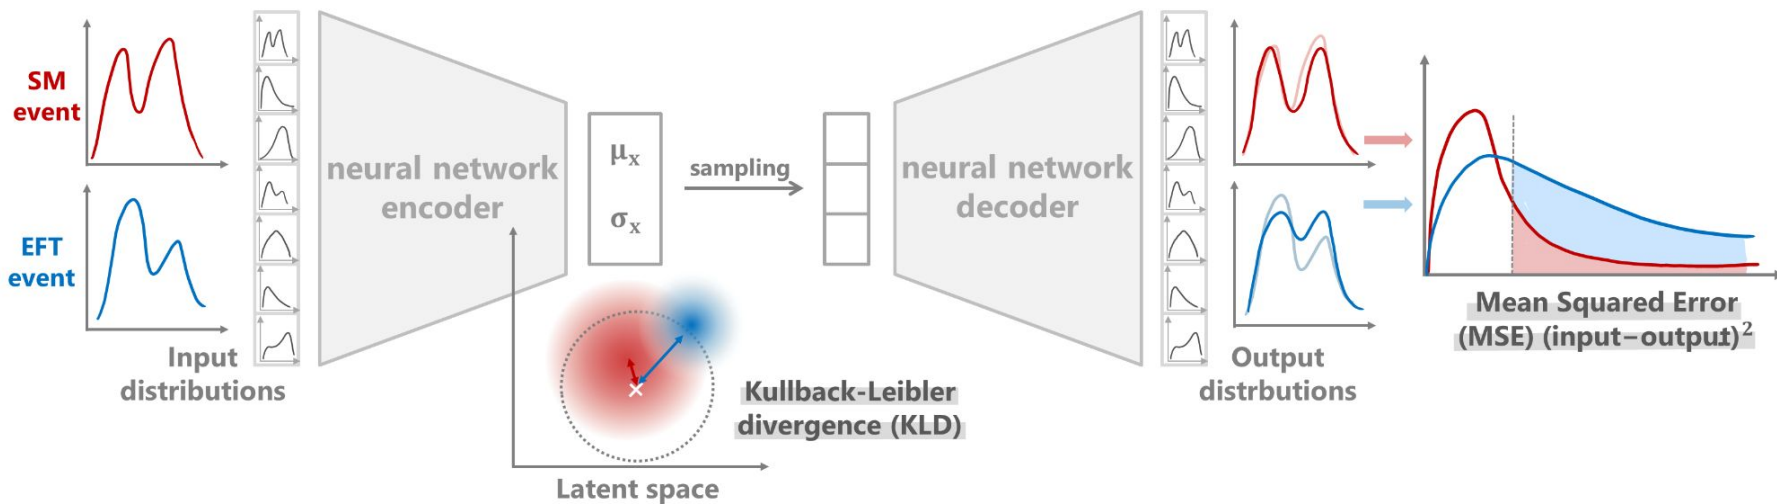 SM
event
EFT
event
Input
distributions
neural network
encoder
μx
σx
sampling
Latent space
Kullback-Leibler
divergence (KLD)
neural network
decoder
Output
distrbutions
Mean Squared Error
(MSE) (input−output)²